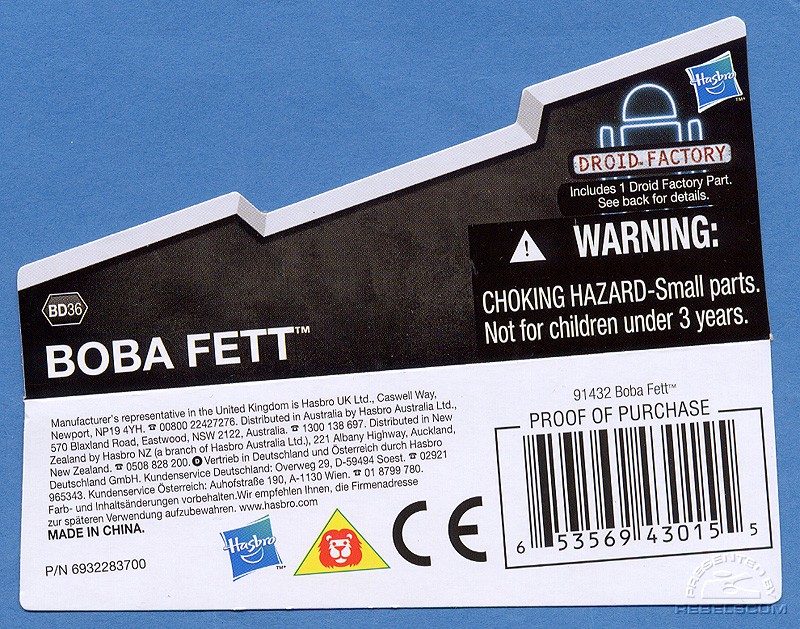 Hasbro
TM
DROID FACTORY
Includes 1 Droid Factory Part.
See back for details.
WARNING:
CHOKING HAZARD-Small parts.
Not for children under 3 years.
BD36
BOBA FETT™
Manufacturer's representative in the United Kingdom is Hasbro UK Ltd., Caswell Way,
Newport, NP19 4YH. ☎ 00800 22427276. Distributed in Australia by Hasbro Australia Ltd.,
570 Blaxland Road, Eastwood, NSW 2122, Australia. ☎ 1300 138 697. Distributed in New
Zealand by Hasbro NZ (a branch of Hasbro Australia Ltd.), 221 Albany Highway, Auckland,
New Zealand. ☎ 0508 828 200. D Vertrieb in Deutschland und Österreich durch Hasbro
Deutschland GmbH. Kundenservice Deutschland: Overweg 29, D-59494 Soest. ☎ 02921
965343. Kundenservice Österreich: Auhofstraße 190, A-1130 Wien. ☎ 01 8799 780.
Farb- und Inhaltsänderungen vorbehalten.Wir empfehlen Ihnen, die Firmenadresse
zur späteren Verwendung aufzubewahren. www.hasbro.com
MADE IN CHINA.
P/N 6932283700
Hasbro
TM
CE
91432 Boba Fett™
PROOF OF PURCHASE
6 53569 43015 5
PRESENTED BY
REBELSCUM